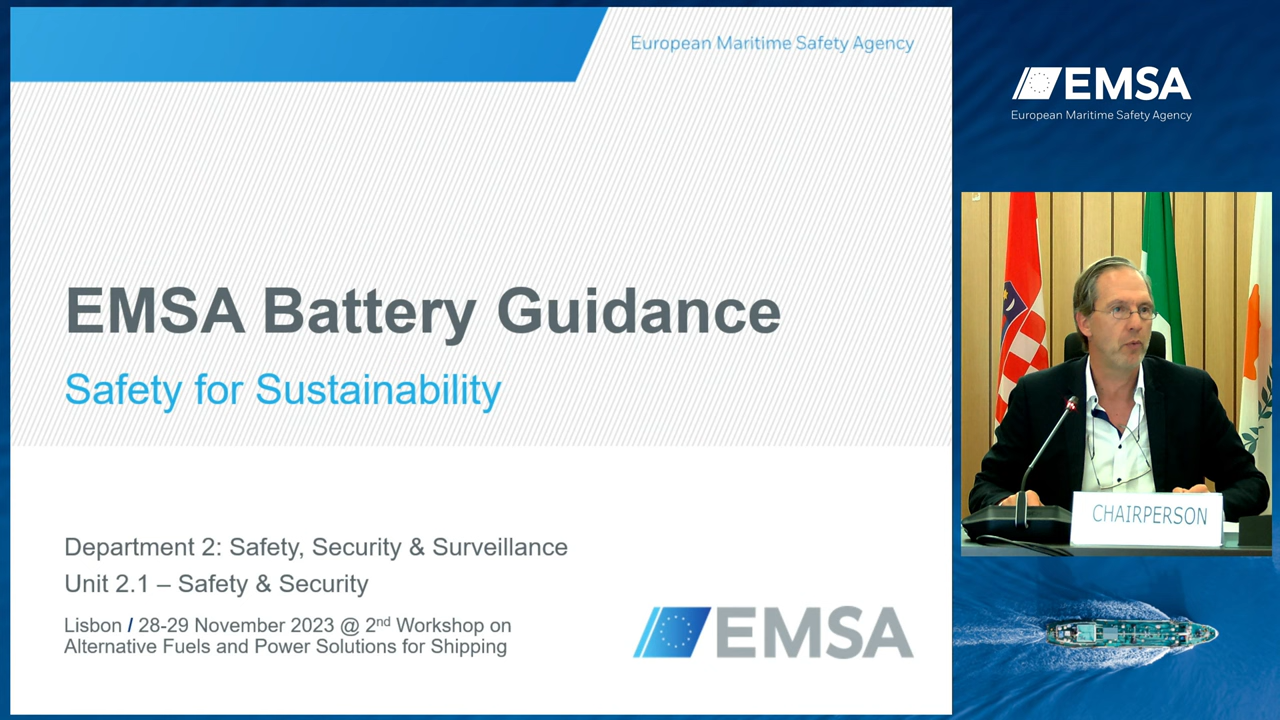 European Maritime Safety Agency
EMSA Battery Guidance
Safety for Sustainability
Department 2: Safety, Security & Surveillance
Unit 2.1 – Safety & Security
Lisbon / 28-29 November 2023 @ 2nd Workshop on
Alternative Fuels and Power Solutions for Shipping
EMSA
EMSA
European Maritime Safety Agency
CHAIRPERSON